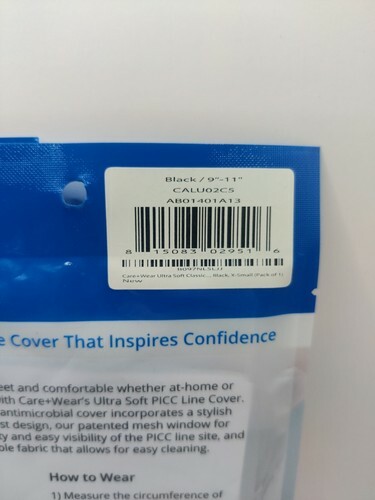 Black / 9"-11"
CALU02CS
AB01401A13
8 15083 02951 6
Care+Wear Ultra Soft Classic..., Black, X-Small (Pack of 1)
New
e Cover That Inspires Confidence
eet and comfortable whether at-home or
with Care+Wear's Ultra Soft PICC Line Cover.
antimicrobial cover incorporates a stylish
st design, our patented mesh window for
ty and easy visibility of the PICC line site, and
ble fabric that allows for easy cleaning.
How to Wear
1) Measure the circumference of